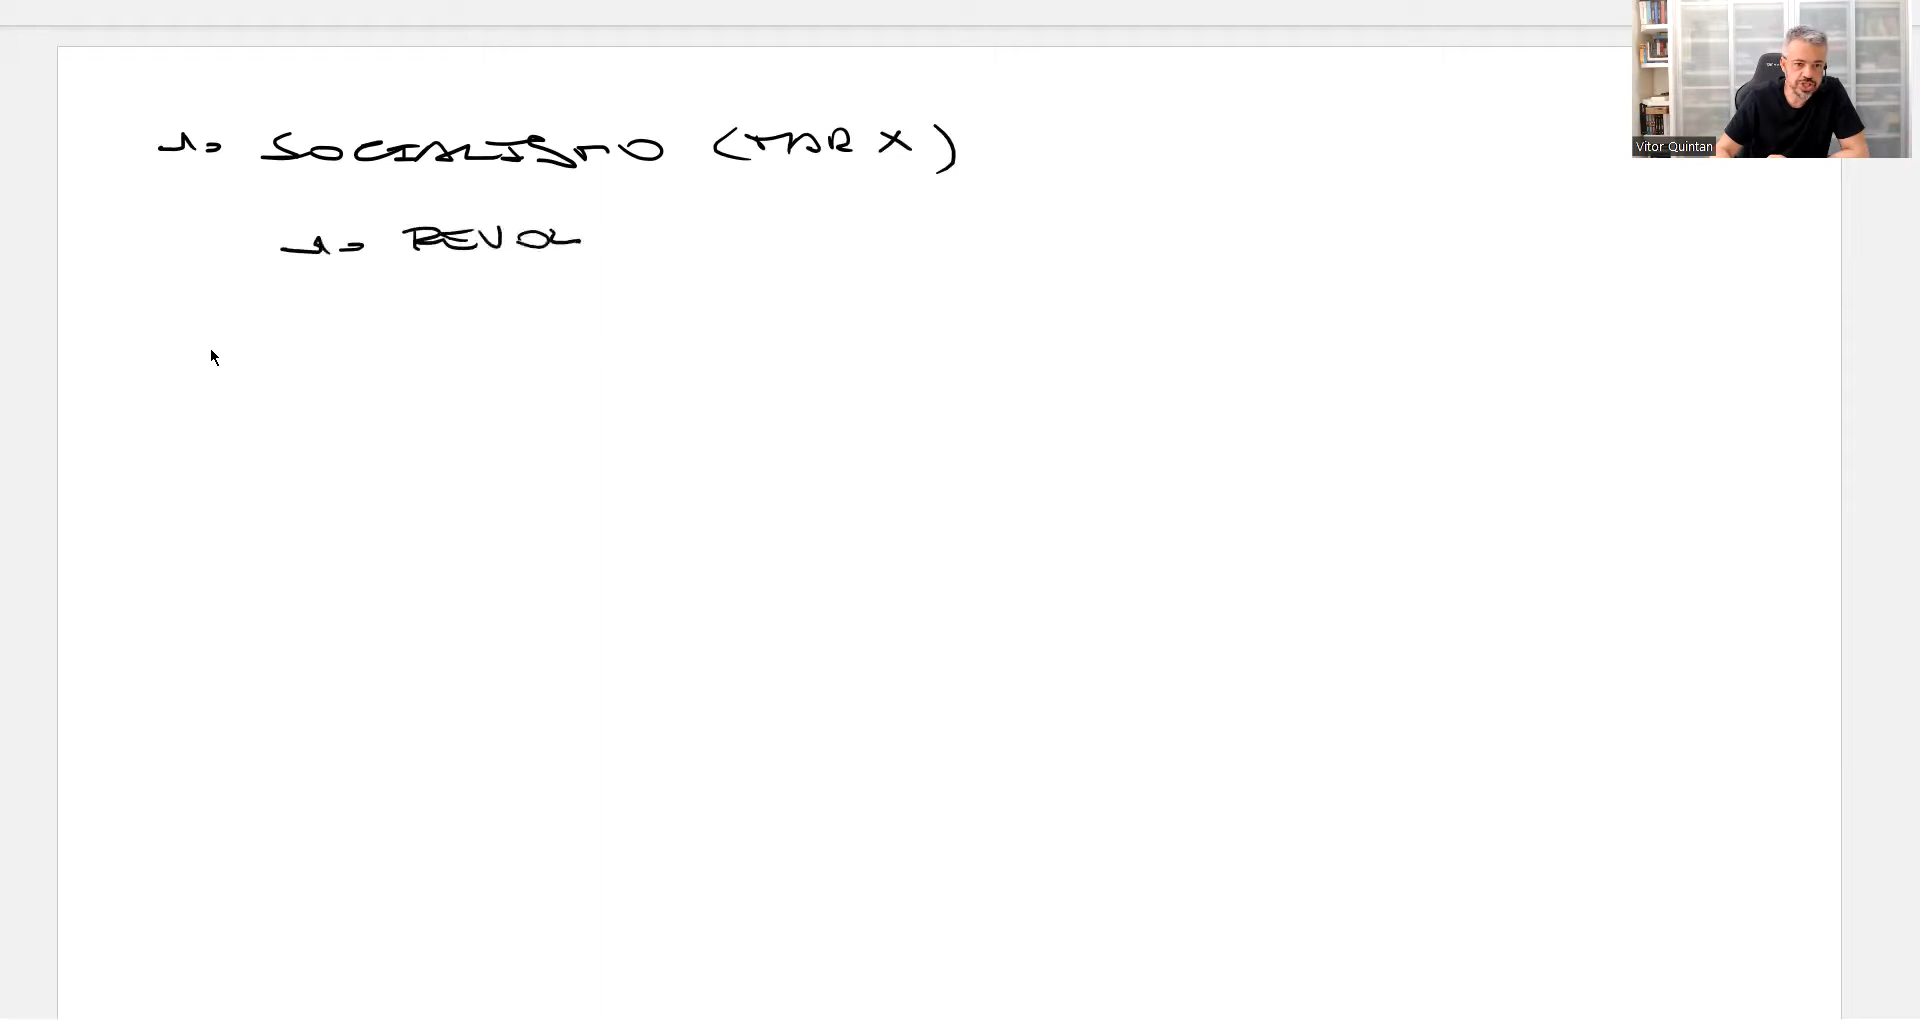 → SOCIALISMO (MARX)
→ REVOL
Vitor Quintan